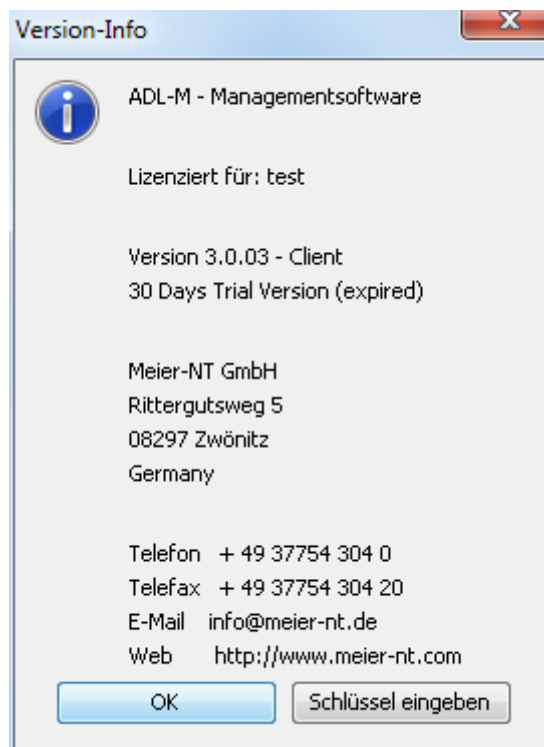 Version-Info
ADL-M - Managementsoftware
Lizenziert für: test
Version 3.0.03 - Client
30 Days Trial Version (expired)
Meier-NT GmbH
Rittergutsweg 5
08297 Zwönitz
Germany
Telefon + 49 37754 304 0
Telefax + 49 37754 304 20
E-Mail info@meier-nt.de
Web http://www.meier-nt.com
OK Schlüssel eingeben